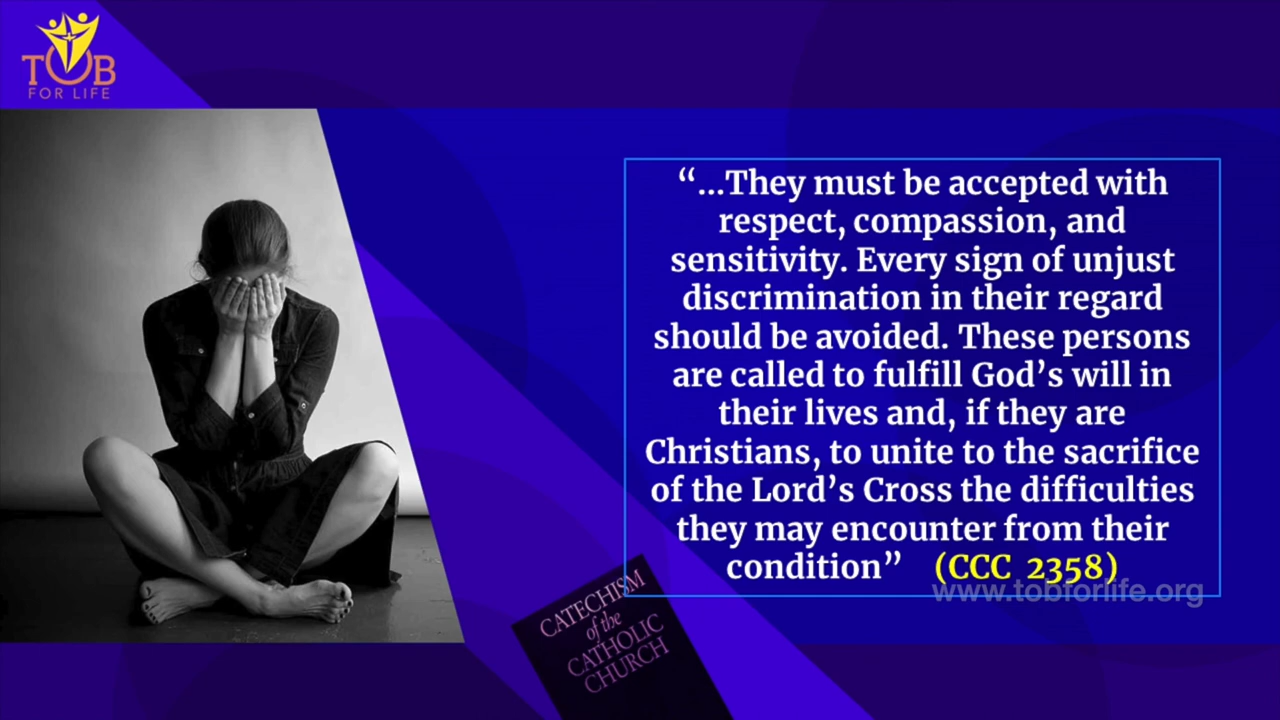 TOB
FOR LIFE
“...They must be accepted with
respect, compassion, and
sensitivity. Every sign of unjust
discrimination in their regard
should be avoided. These persons
are called to fulfill God’s will in
their lives and, if they are
Christians, to unite to the sacrifice
of the Lord’s Cross the difficulties
they may encounter from their
condition” (CCC 2358)
www.tobforlife.org
CATECHISM
of the
CATHOLIC
CHURCH